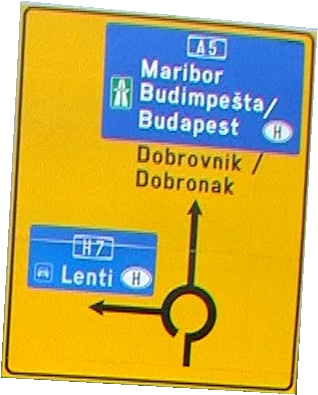 A5
Maribor
Budimpešta/
Budapest H
Dobrovnik /
Dobronak
H7
Lenti H